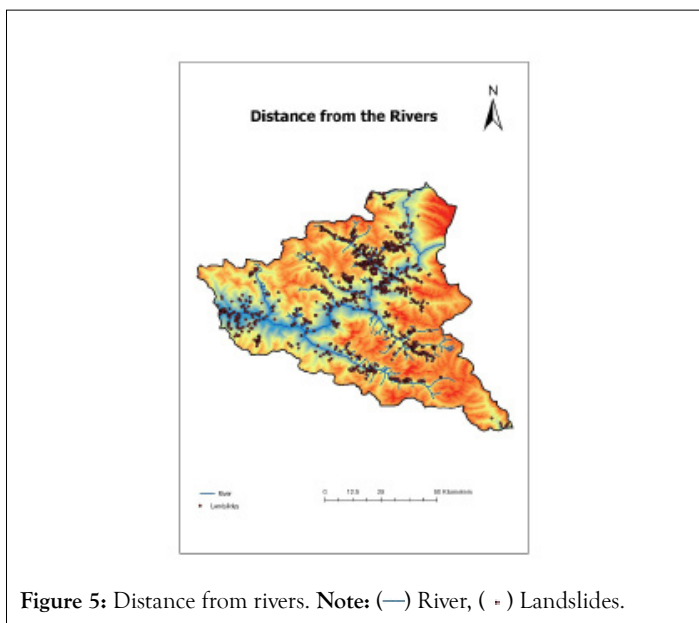 N
Distance from the Rivers
River
Landslides
0 12.5 25 50 Kilometers
Figure 5: Distance from rivers. Note: (—) River, ( ▪ ) Landslides.